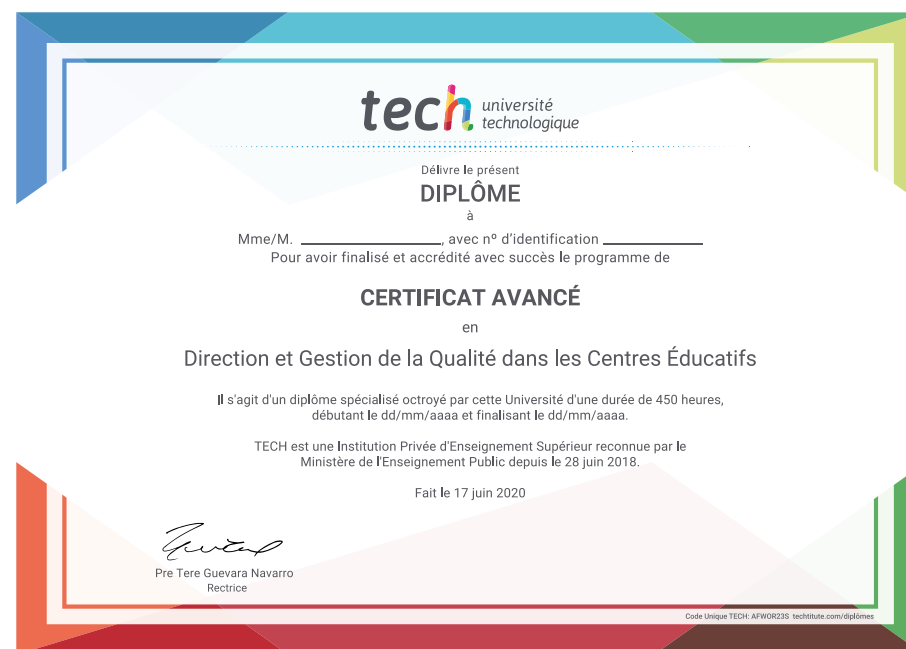 tech université
technologique
Délivre le présent
DIPLÔME
à
Mme/M. ____________________, avec nº d'identification ______________
Pour avoir finalisé et accrédité avec succès le programme de
CERTIFICAT AVANCÉ
en
Direction et Gestion de la Qualité dans les Centres Éducatifs
Il s'agit d'un diplôme spécialisé octroyé par cette Université d'une durée de 450 heures,
débutant le dd/mm/aaaa et finalisant le dd/mm/aaaa.
TECH est une Institution Privée d'Enseignement Supérieur reconnue par le
Ministère de l'Enseignement Public depuis le 28 juin 2018.
Fait le 17 juin 2020
Pre Tere Guevara Navarro
Rectrice
Code Unique TECH: AFWOR23S techtitute.com/diplômes